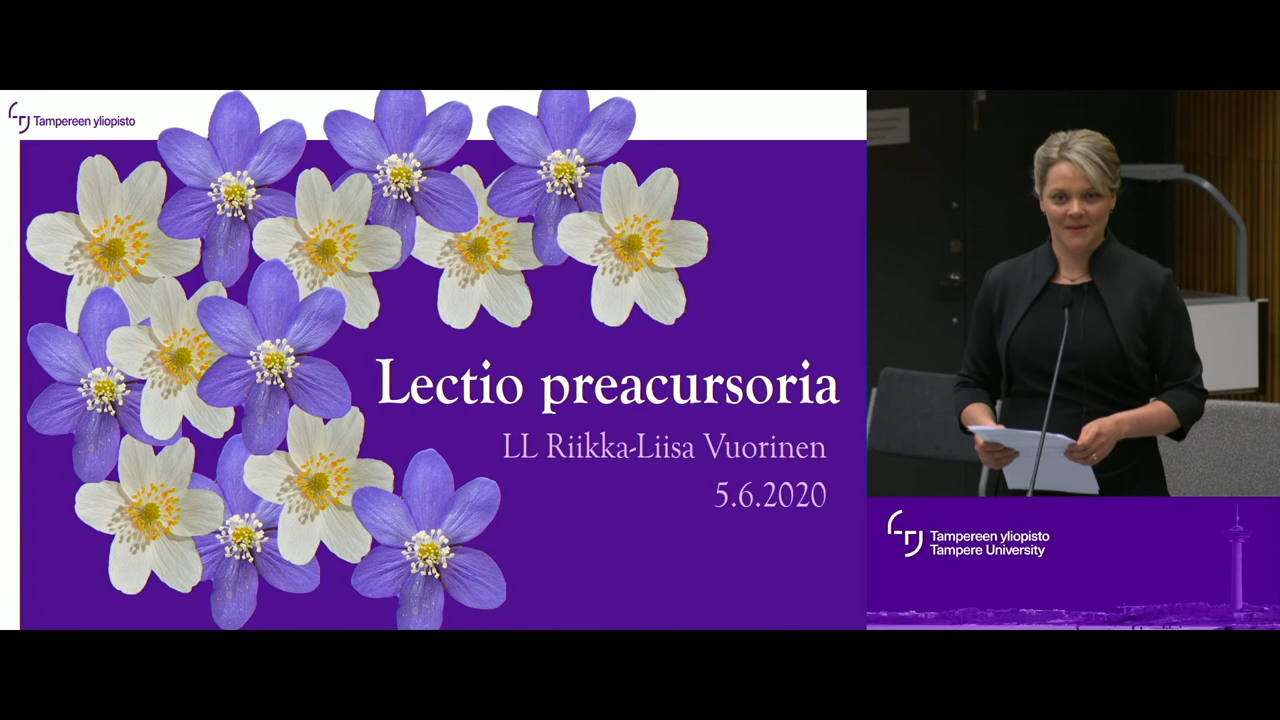 Tampereen yliopisto
Lectio preacursoria
LL Riikka-Liisa Vuorinen
5.6.2020
Tampereen yliopisto
Tampere University